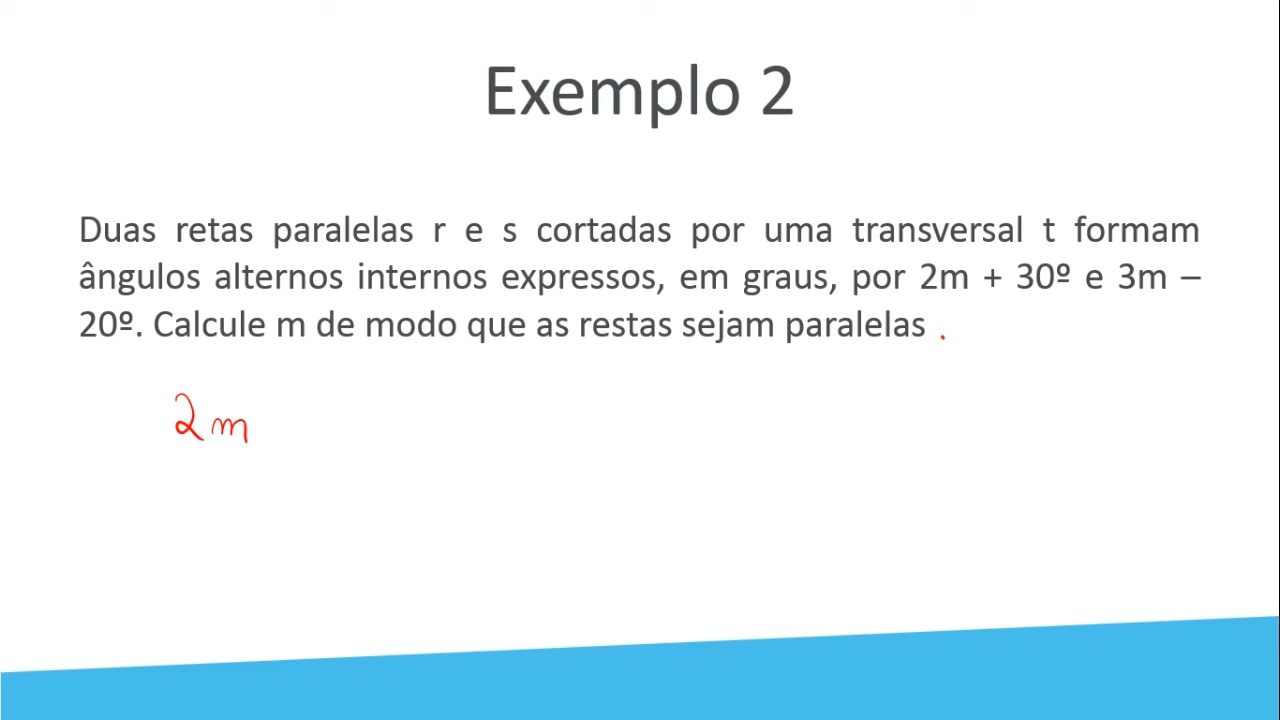 Exemplo 2
Duas retas paralelas r e s cortadas por uma transversal t formam
ângulos alternos internos expressos, em graus, por 2m + 30º e 3m –
20º. Calcule m de modo que as restas sejam paralelas .
2m